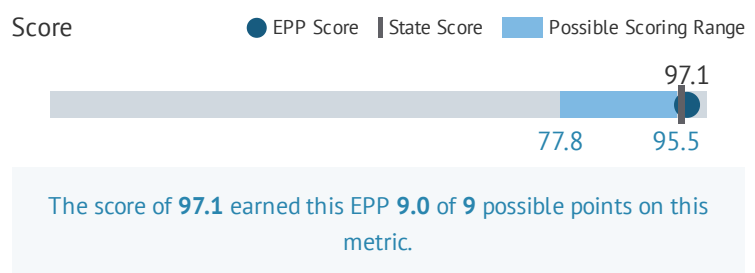 Score EPP Score State Score Possible Scoring Range
97.1
77.8 95.5
The score of 97.1 earned this EPP 9.0 of 9 possible points on this
metric.